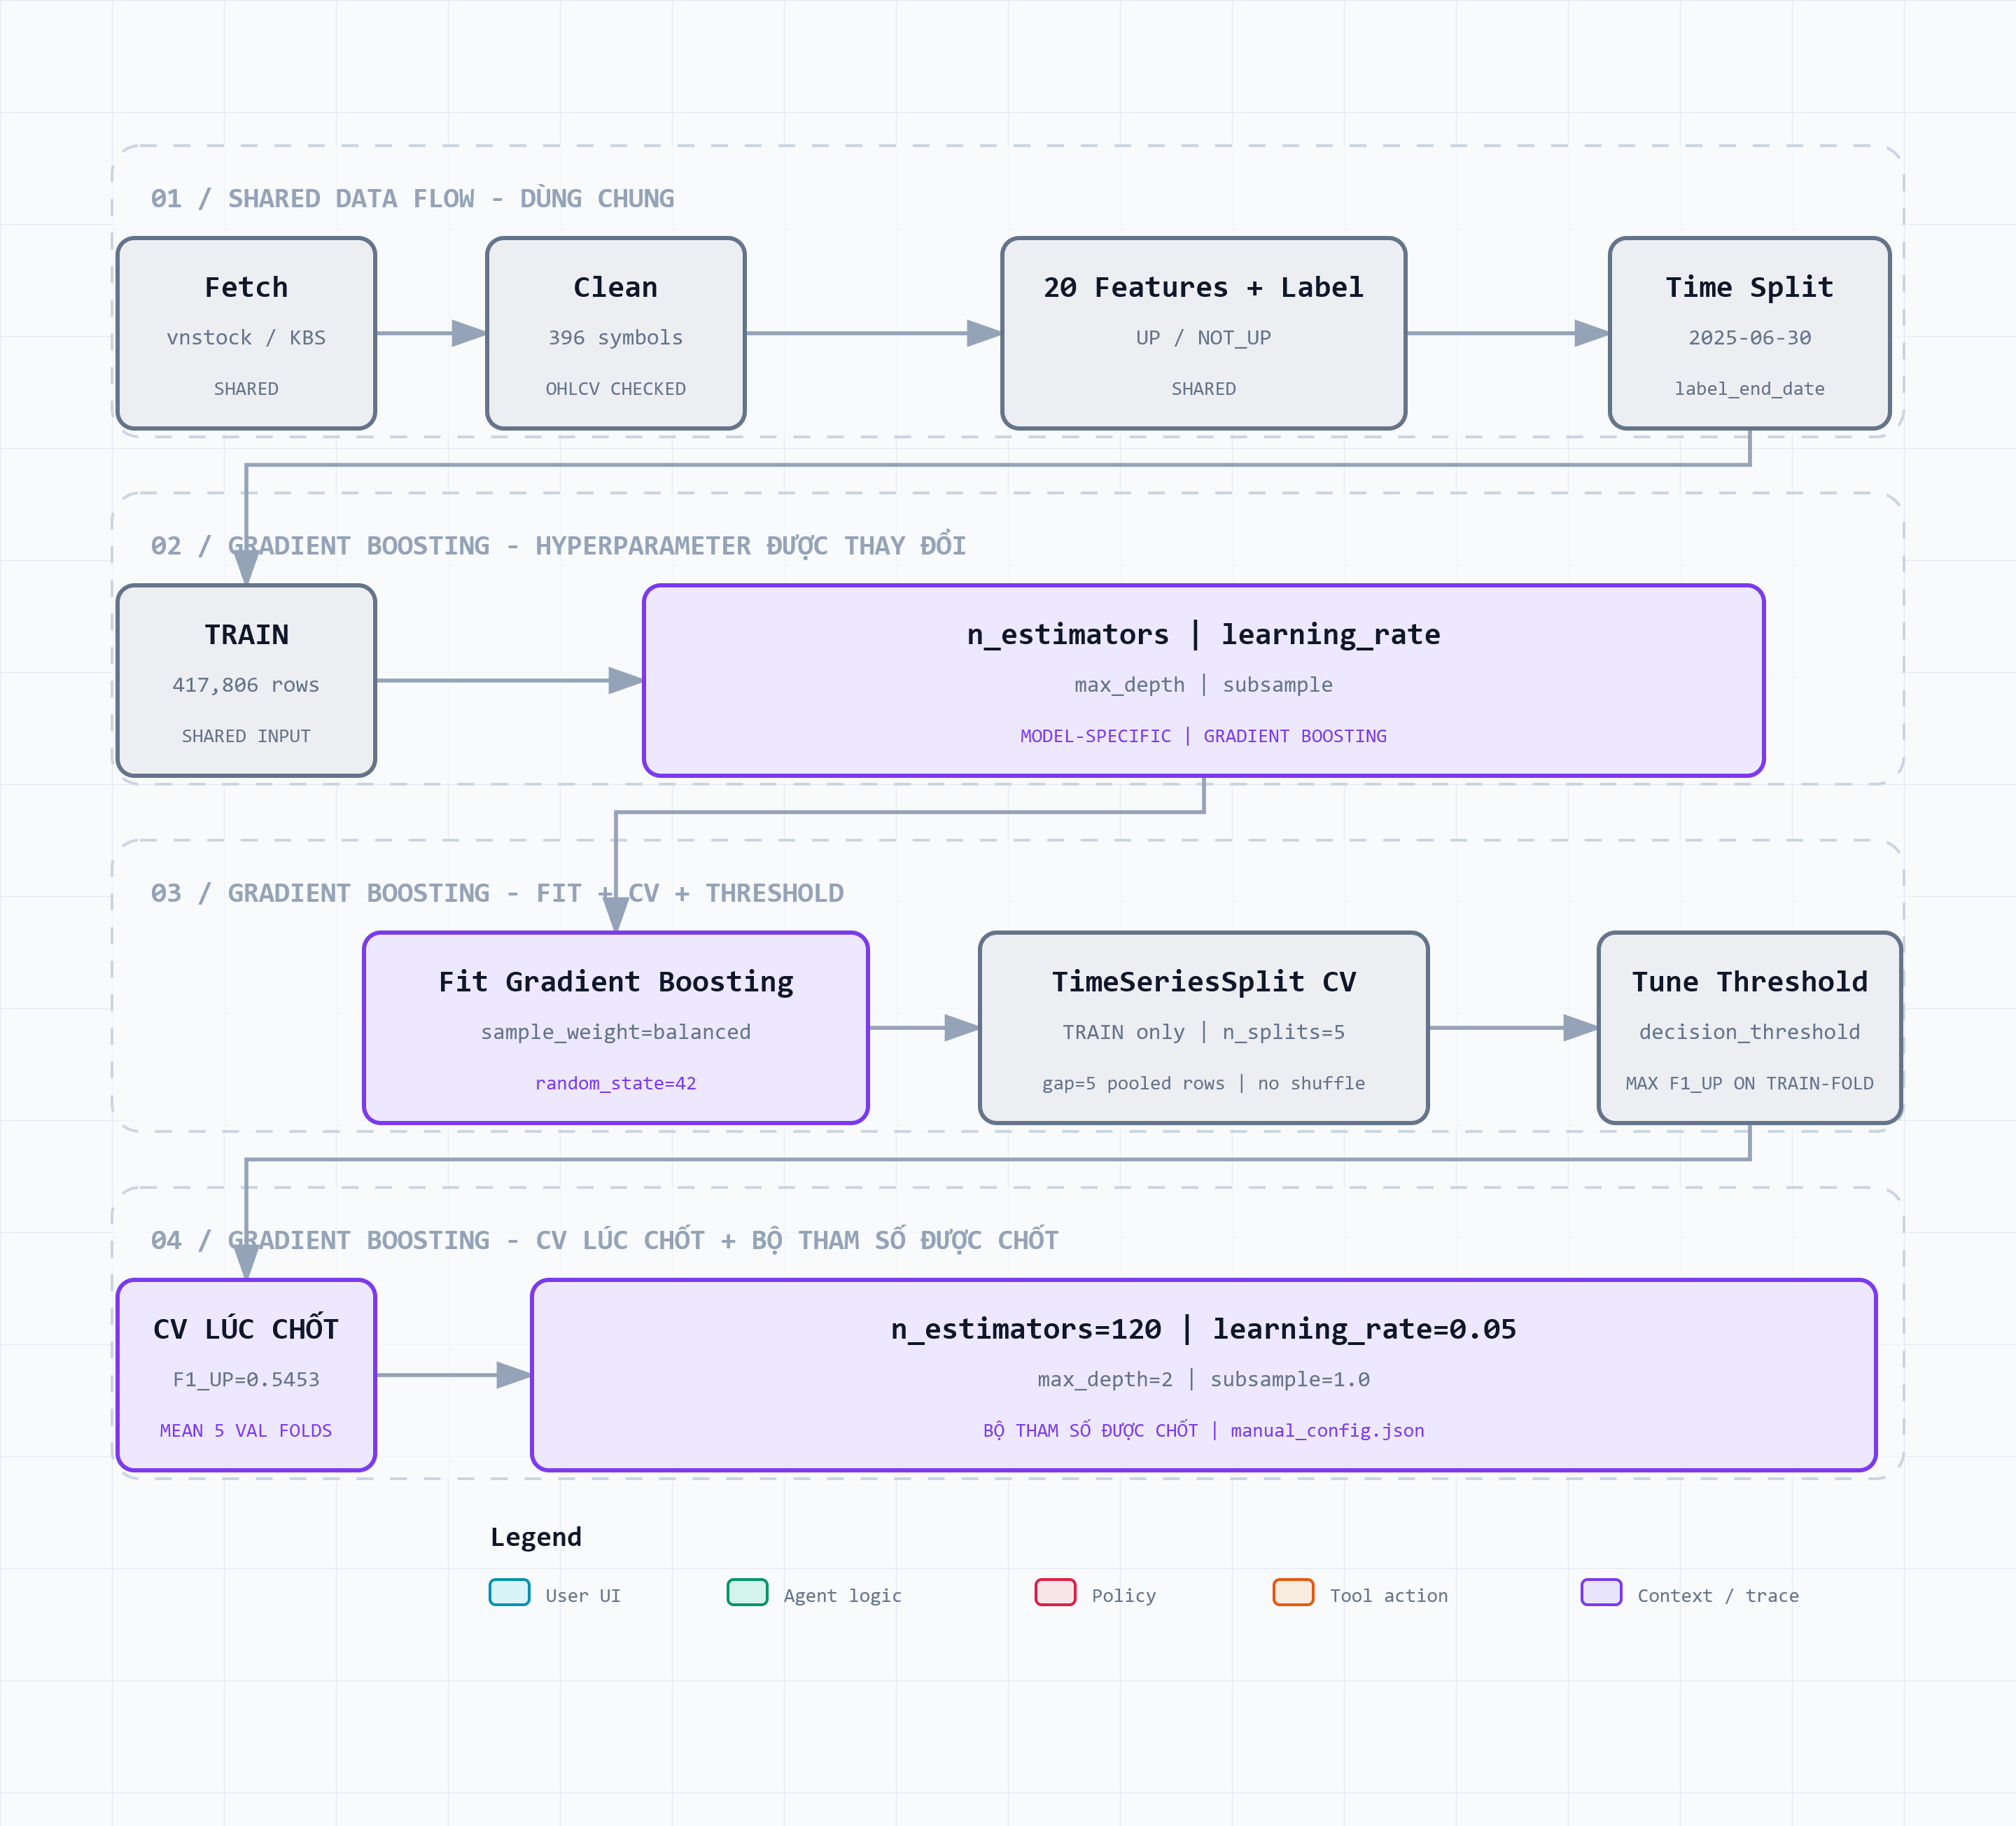 01 / SHARED DATA FLOW - DÙNG CHUNG
Fetch
vnstock / KBS
SHARED
Clean
396 symbols
OHLCV CHECKED
20 Features + Label
UP / NOT_UP
SHARED
Time Split
2025-06-30
label_end_date
02 / GRADIENT BOOSTING - HYPERPARAMETER ĐƯỢC THAY ĐỔI
TRAIN
417,806 rows
SHARED INPUT
n_estimators | learning_rate
max_depth | subsample
MODEL-SPECIFIC | GRADIENT BOOSTING
03 / GRADIENT BOOSTING - FIT + CV + THRESHOLD
Fit Gradient Boosting
sample_weight=balanced
random_state=42
TimeSeriesSplit CV
TRAIN only | n_splits=5
gap=5 pooled rows | no shuffle
Tune Threshold
decision_threshold
MAX F1_UP ON TRAIN-FOLD
04 / GRADIENT BOOSTING - CV LÚC CHỐT + BỘ THAM SỐ ĐƯỢC CHỐT
CV LÚC CHỐT
F1_UP=0.5453
MEAN 5 VAL FOLDS
n_estimators=120 | learning_rate=0.05
max_depth=2 | subsample=1.0
BỘ THAM SỐ ĐƯỢC CHỐT | manual_config.json
Legend
User UI
Agent logic
Policy
Tool action
Context / trace